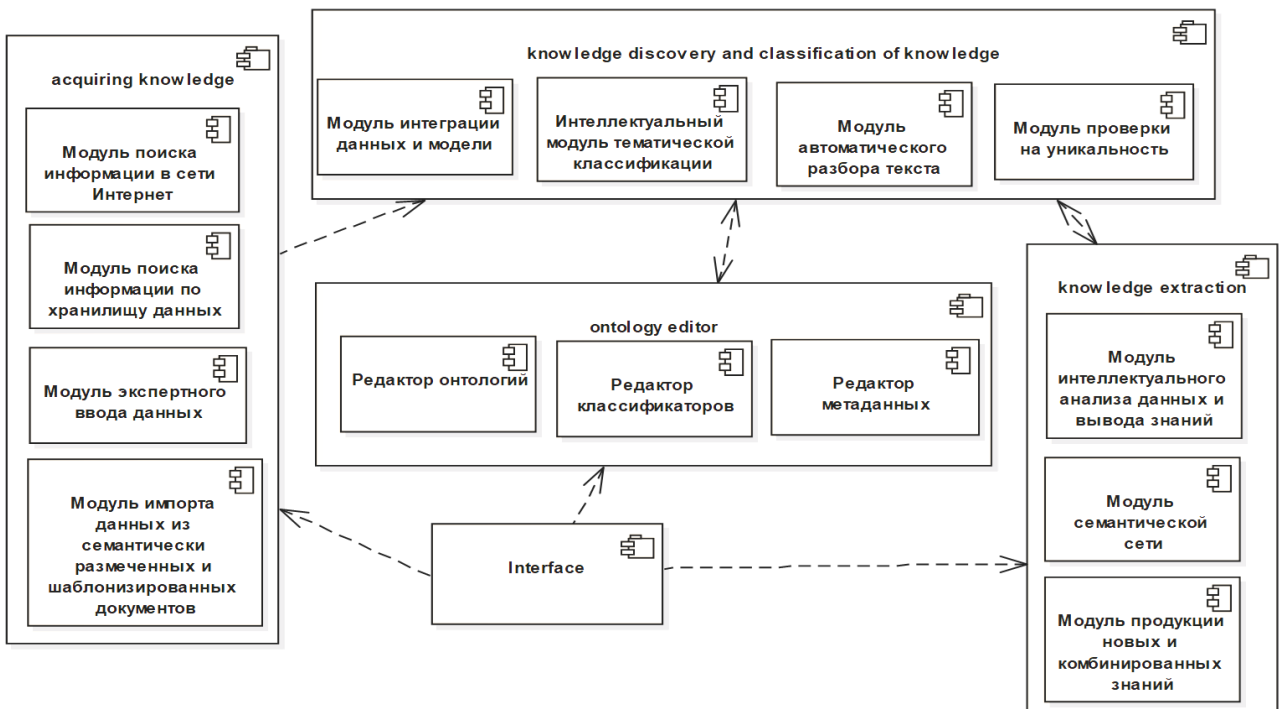 acquiring knowledge
Модуль поиска
информации в сети
Интернет
Модуль поиска
информации по
хранилищу данных
Модуль экспертного
ввода данных
Модуль импорта
данных из
семантически
размеченных и
шаблонизированных
документов
knowledge discovery and classification of knowledge
Модуль интеграции
данных и модели
Интеллектуальный
модуль тематической
классификации
Модуль
автоматического
разбора текста
Модуль проверки
на уникальность
ontology editor
Редактор онтологий
Редактор
классификаторов
Редактор
метаданных
Interface
knowledge extraction
Модуль
интеллектуального
анализа данных и
вывода знаний
Модуль
семантической
сети
Модуль продукции
новых и
комбинированных
знаний